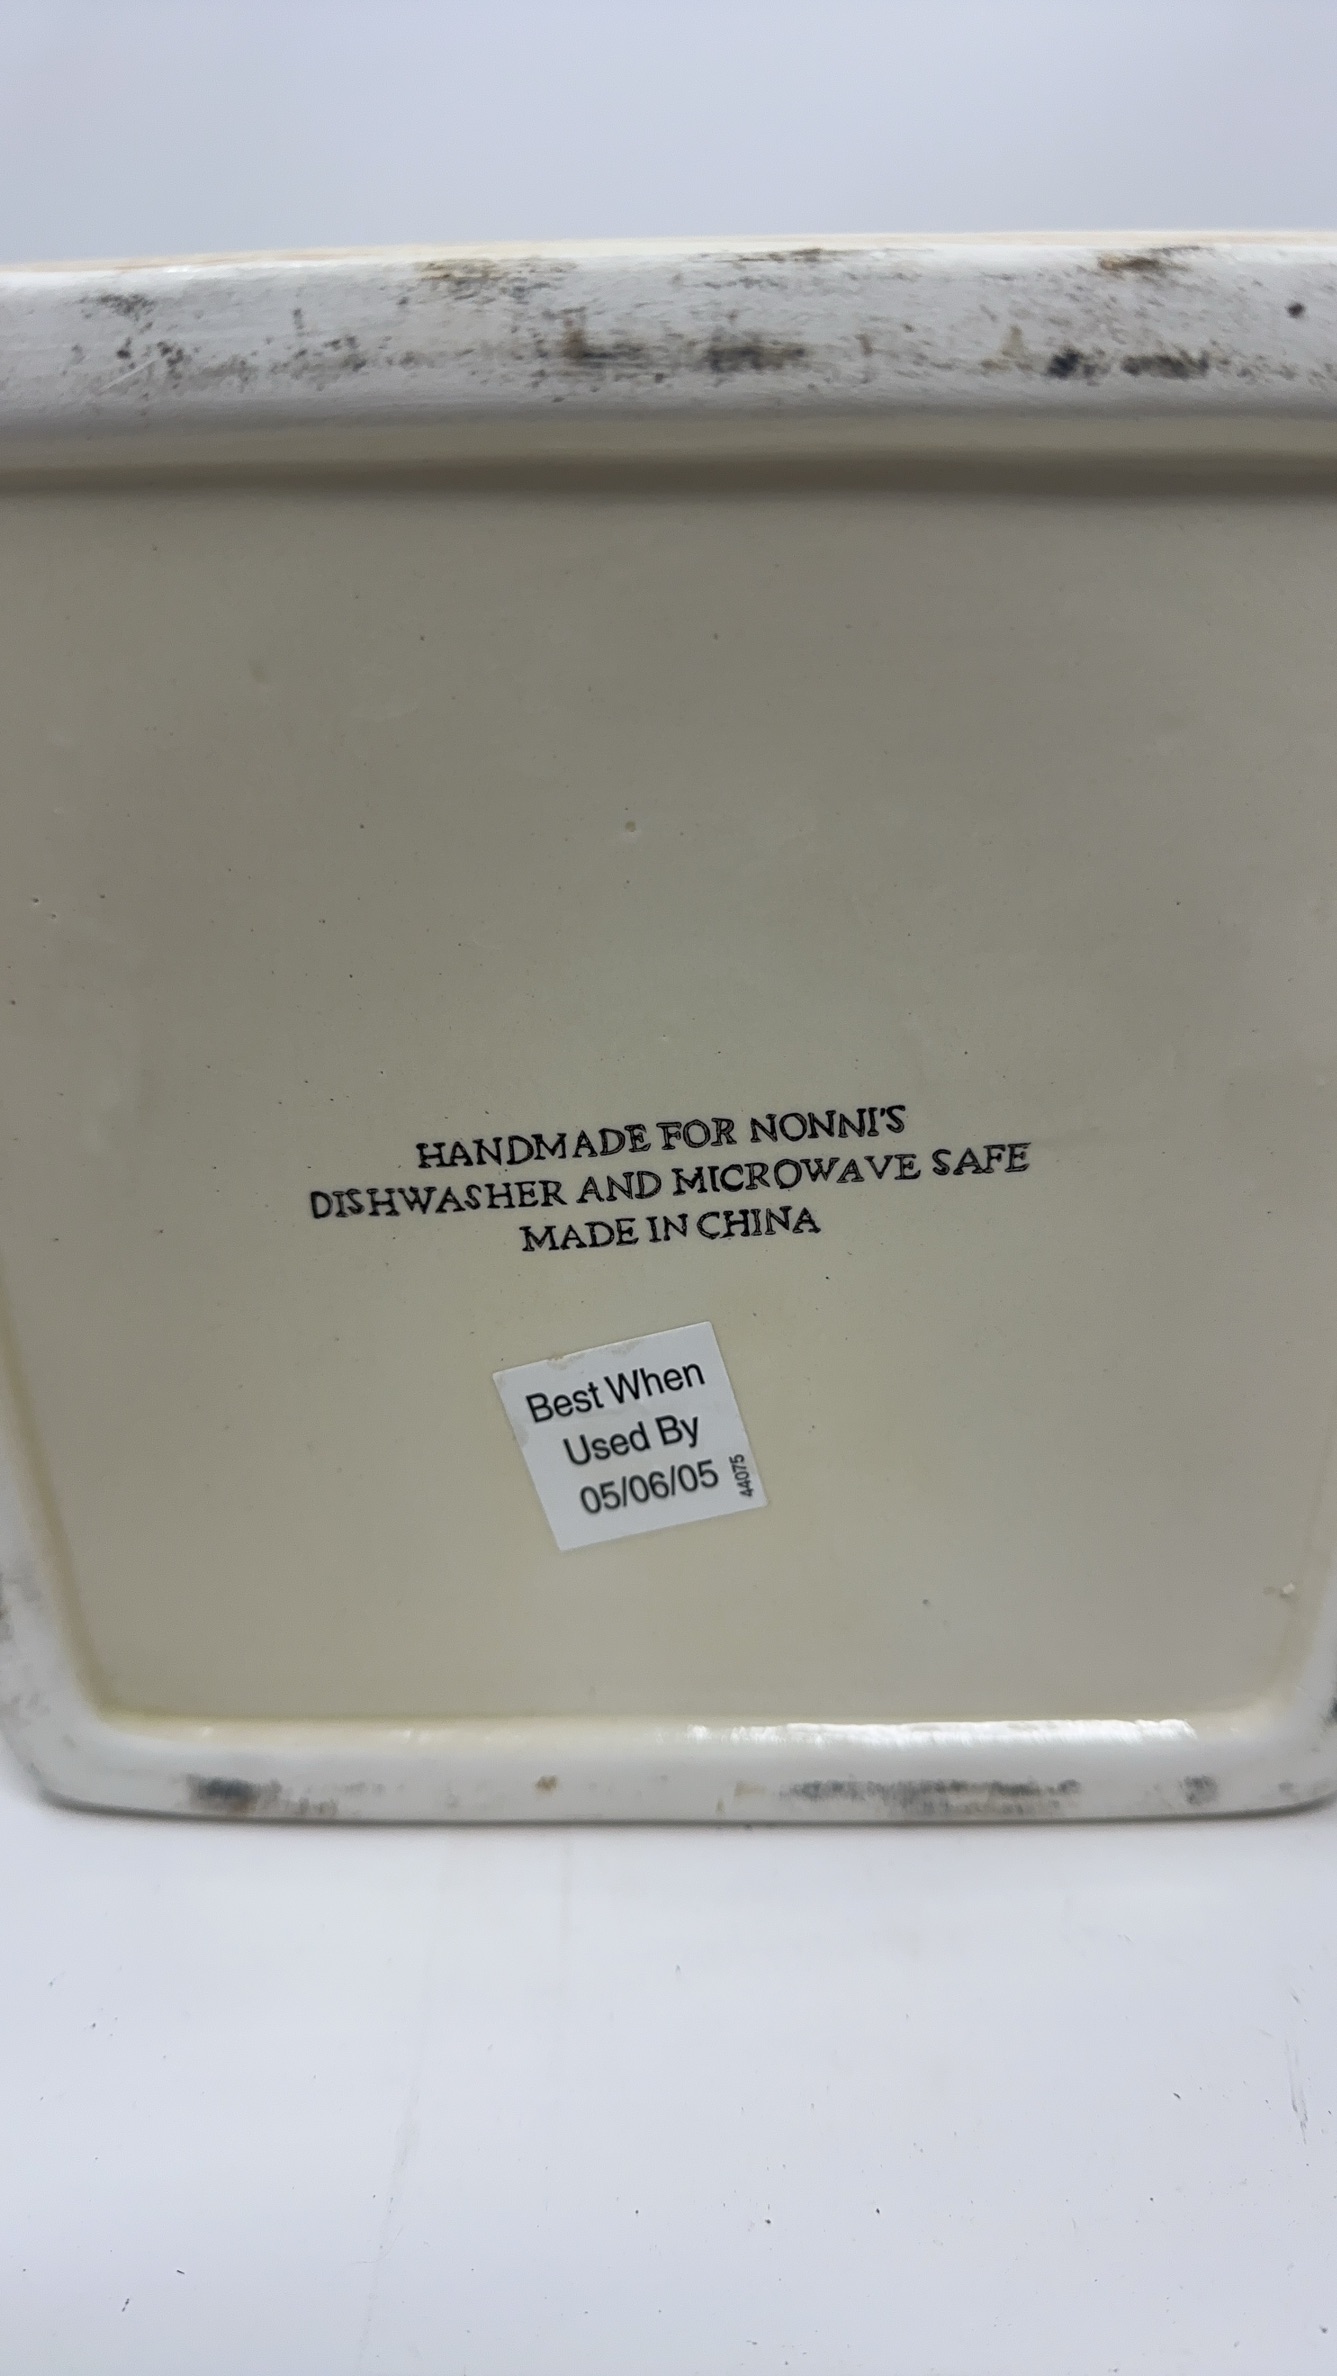 HANDMADE FOR NONNI'S
DISHWASHER AND MICROWAVE SAFE
MADE IN CHINA
Best When
Used By
05/06/05
44075